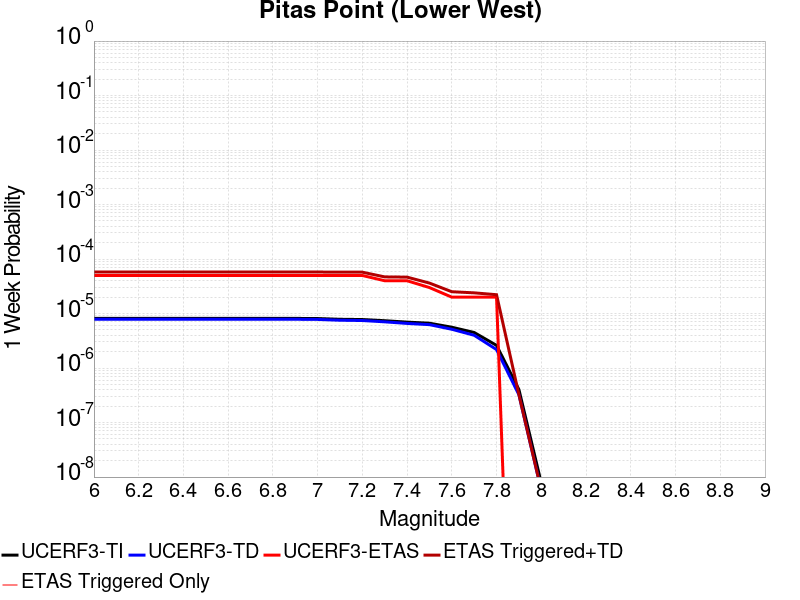 Pitas Point (Lower West)
1 Week Probability
10^0
10^-1
10^-2
10^-3
10^-4
10^-5
10^-6
10^-7
10^-8
6 6.2 6.4 6.6 6.8 7 7.2 7.4 7.6 7.8 8 8.2 8.4 8.6 8.8 9
Magnitude
UCERF3-TI UCERF3-TD UCERF3-ETAS ETAS Triggered+TD
ETAS Triggered Only